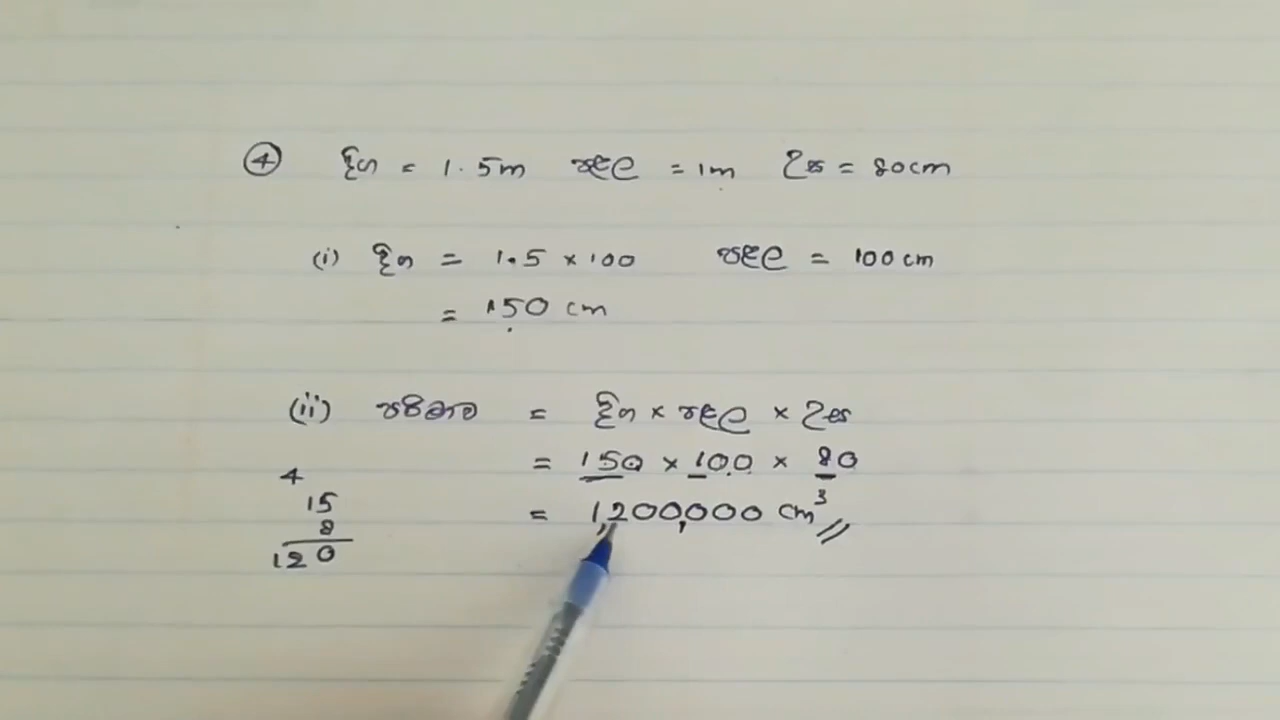 ④ දිග = 1.5m පළල = 1m උස = 80cm
(i) දිග = 1.5 × 100 පළල = 100 cm
= 150 cm
(ii) පරිමාව = දිග × පළල × උස
= 150 × 100 × 80
= 1,200,000 cm³
4
15
8
120